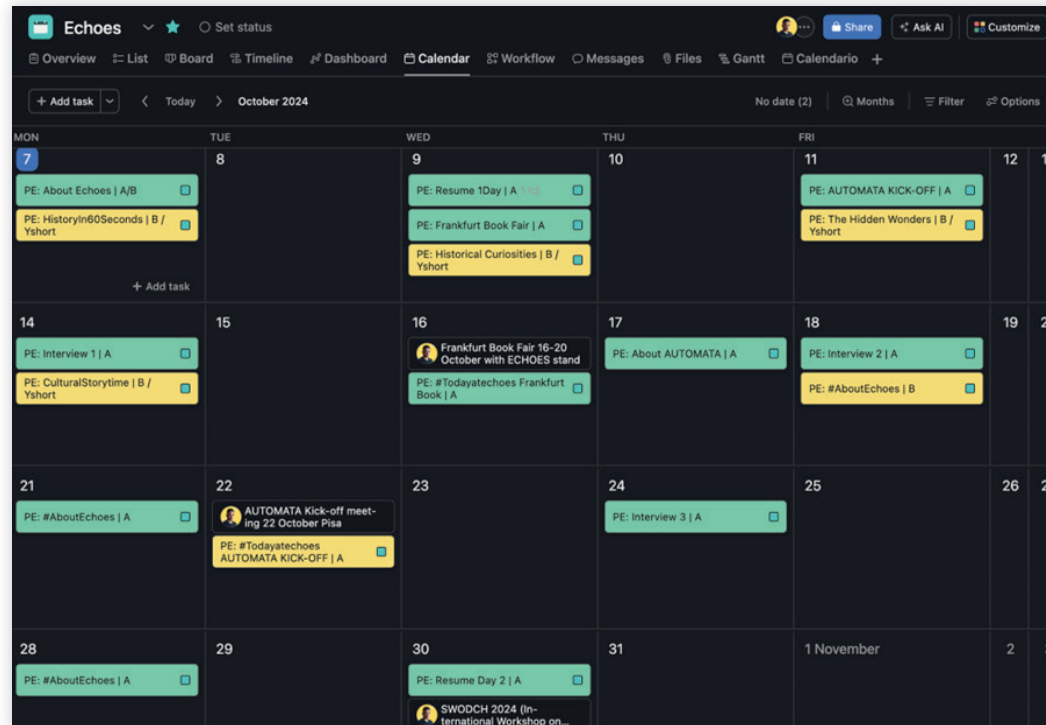 Echoes
Set status
Share
Ask AI
Customize
Overview
List
Board
Timeline
Dashboard
Calendar
Workflow
Messages
Files
Gantt
Calendario
+
+ Add task
Today
October 2024
No date (2)
Months
Filter
Options
MON
TUE
WED
THU
FRI
7
8
9
10
11
12
PE: About Echoes | A/B
PE: HistoryIn60Seconds | B /
Yshort
+ Add task
PE: Resume 1Day | A
PE: Frankfurt Book Fair | A
PE: Historical Curiosities | B /
Yshort
PE: AUTOMATA KICK-OFF | A
PE: The Hidden Wonders | B /
Yshort
14
15
16
17
18
19
PE: Interview 1 | A
PE: CulturalStorytime | B /
Yshort
Frankfurt Book Fair 16-20
October with ECHOES stand
PE: #Todayatechoes Frankfurt
Book | A
PE: About AUTOMATA | A
PE: Interview 2 | A
PE: #AboutEchoes | B
21
22
23
24
25
26
PE: #AboutEchoes | A
AUTOMATA Kick-off meet-
ing 22 October Pisa
PE: #Todayatechoes
AUTOMATA KICK-OFF | A
PE: Interview 3 | A
28
29
30
31
1 November
2
PE: #AboutEchoes | A
PE: Resume Day 2 | A
SWODCH 2024 (In-
ternational Workshop on...